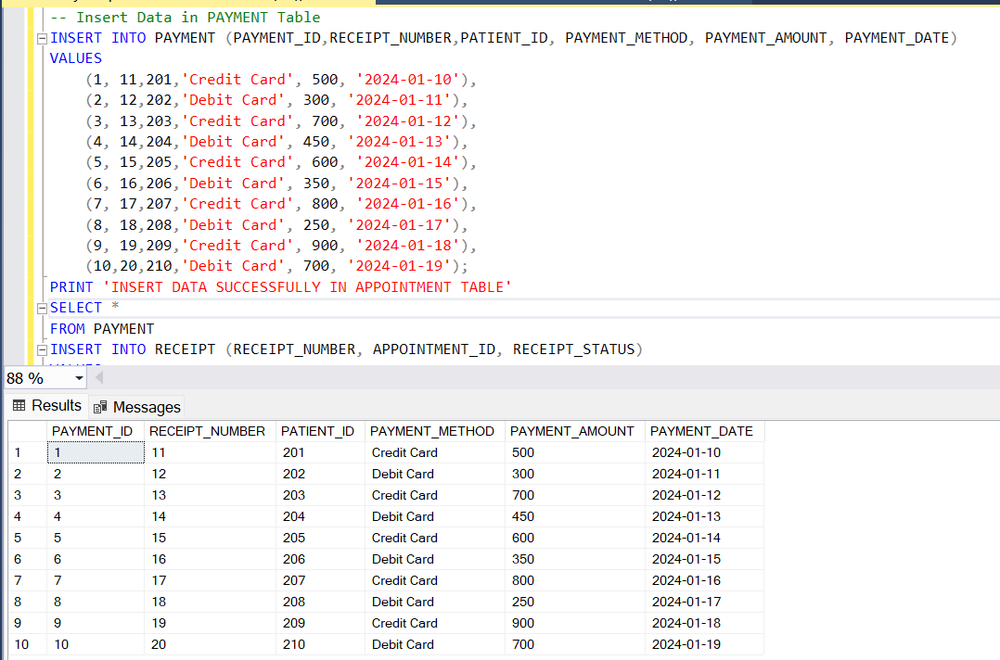 -- Insert Data in PAYMENT Table
INSERT INTO PAYMENT (PAYMENT_ID,RECEIPT_NUMBER,PATIENT_ID, PAYMENT_METHOD, PAYMENT_AMOUNT, PAYMENT_DATE)
VALUES
(1, 11,201,'Credit Card', 500, '2024-01-10'),
(2, 12,202,'Debit Card', 300, '2024-01-11'),
(3, 13,203,'Credit Card', 700, '2024-01-12'),
(4, 14,204,'Debit Card', 450, '2024-01-13'),
(5, 15,205,'Credit Card', 600, '2024-01-14'),
(6, 16,206,'Debit Card', 350, '2024-01-15'),
(7, 17,207,'Credit Card', 800, '2024-01-16'),
(8, 18,208,'Debit Card', 250, '2024-01-17'),
(9, 19,209,'Credit Card', 900, '2024-01-18'),
(10,20,210,'Debit Card', 700, '2024-01-19');
PRINT 'INSERT DATA SUCCESSFULLY IN APPOINTMENT TABLE'
SELECT *
FROM PAYMENT
INSERT INTO RECEIPT (RECEIPT_NUMBER, APPOINTMENT_ID, RECEIPT_STATUS)
88 %
Results Messages
PAYMENT_ID RECEIPT_NUMBER PATIENT_ID PAYMENT_METHOD PAYMENT_AMOUNT PAYMENT_DATE
1 1 11 201 Credit Card 500 2024-01-10
2 2 12 202 Debit Card 300 2024-01-11
3 3 13 203 Credit Card 700 2024-01-12
4 4 14 204 Debit Card 450 2024-01-13
5 5 15 205 Credit Card 600 2024-01-14
6 6 16 206 Debit Card 350 2024-01-15
7 7 17 207 Credit Card 800 2024-01-16
8 8 18 208 Debit Card 250 2024-01-17
9 9 19 209 Credit Card 900 2024-01-18
10 10 20 210 Debit Card 700 2024-01-19